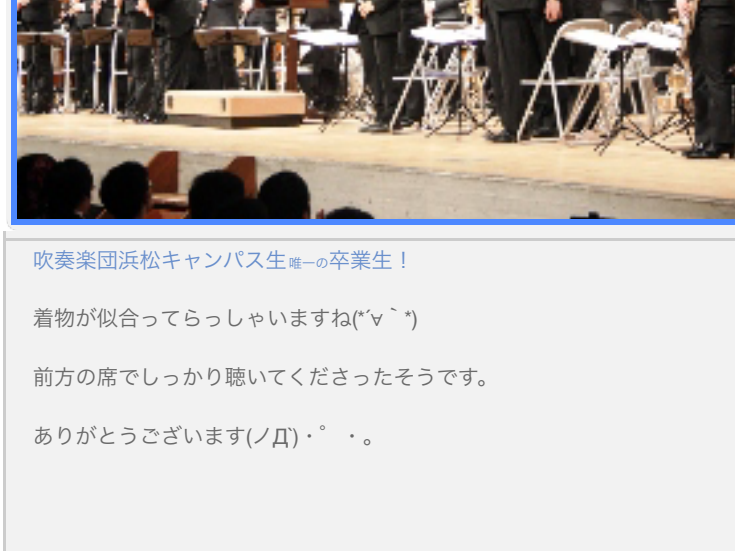 吹奏楽団浜松キャンパス生唯一の卒業生！
着物が似合ってらっしゃいますね(*´∀｀*)
前方の席でしっかり聴いてくださったそうです。
ありがとうございます(ノД`)・゜・。